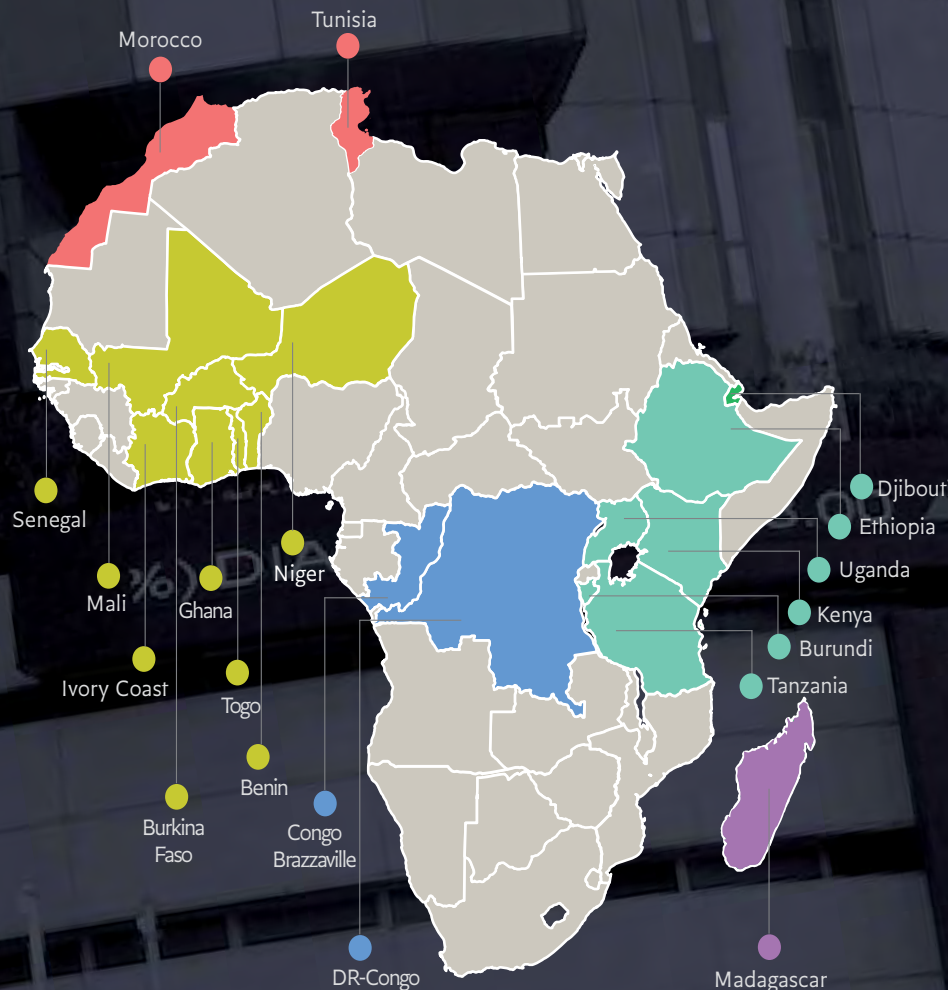 Tunisia
Morocco
Senegal
Mali
Ghana
Niger
Ivory Coast
Togo
Benin
Burkina
Faso
Congo
Brazzaville
DR-Congo
Djibout
Ethiopia
Uganda
Kenya
Burundi
Tanzania
Madagascar